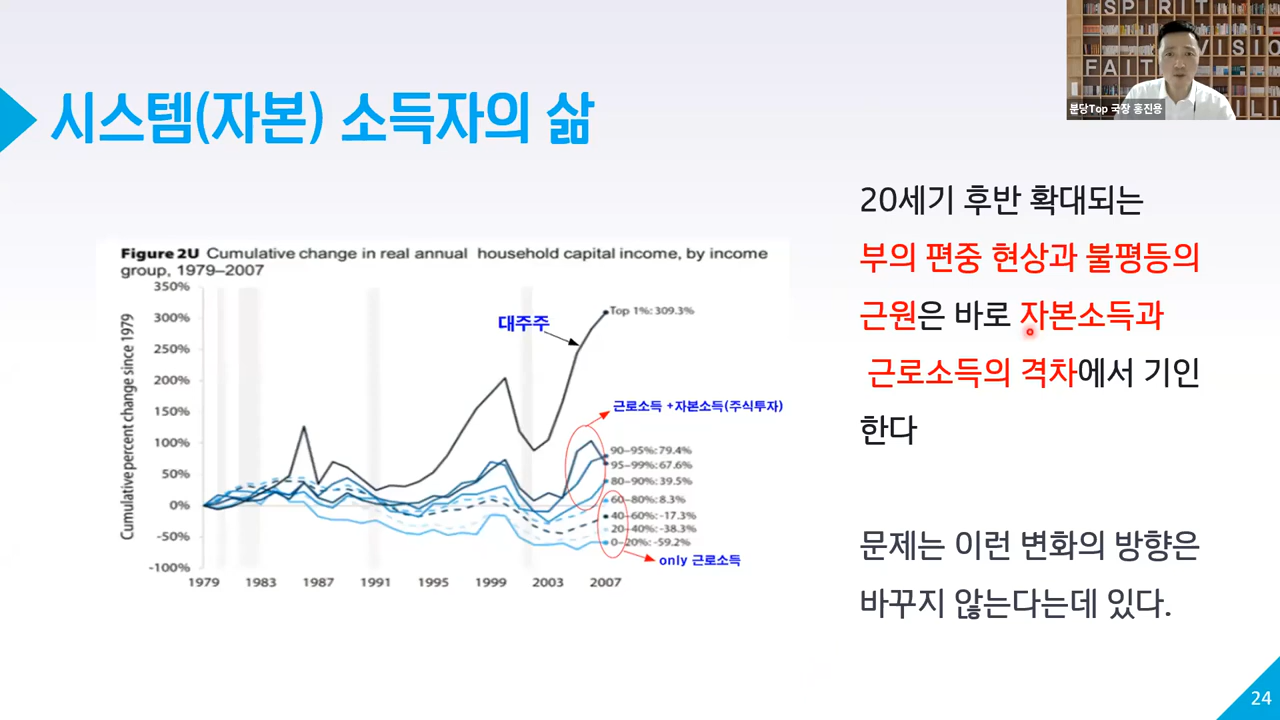 SPIRIT
VISIO
FAIT
LL
분당Top 국장 홍진용
시스템(자본) 소득자의 삶
20세기 후반 확대되는
부의 편중 현상과 불평등의
근원은 바로 자본소득과
근로소득의 격차에서 기인
한다
문제는 이런 변화의 방향은
바꾸지 않는다는데 있다.
Figure 2U Cumulative change in real annual household capital income, by income
group, 1979–2007
Cumulative percent change since 1979
350%
300%
250%
200%
150%
100%
50%
0%
-50%
-100%
1979 1983 1987 1991 1995 1999 2003 2007
대주주
Top 1%: 309.3%
근로소득 +자본소득(주식투자)
90–95%: 79.4%
95–99%: 67.6%
80–90%: 39.5%
60–80%: 8.3%
40–60%: -17.3%
20–40%: -38.3%
0–20%: -59.2%
only 근로소득
24